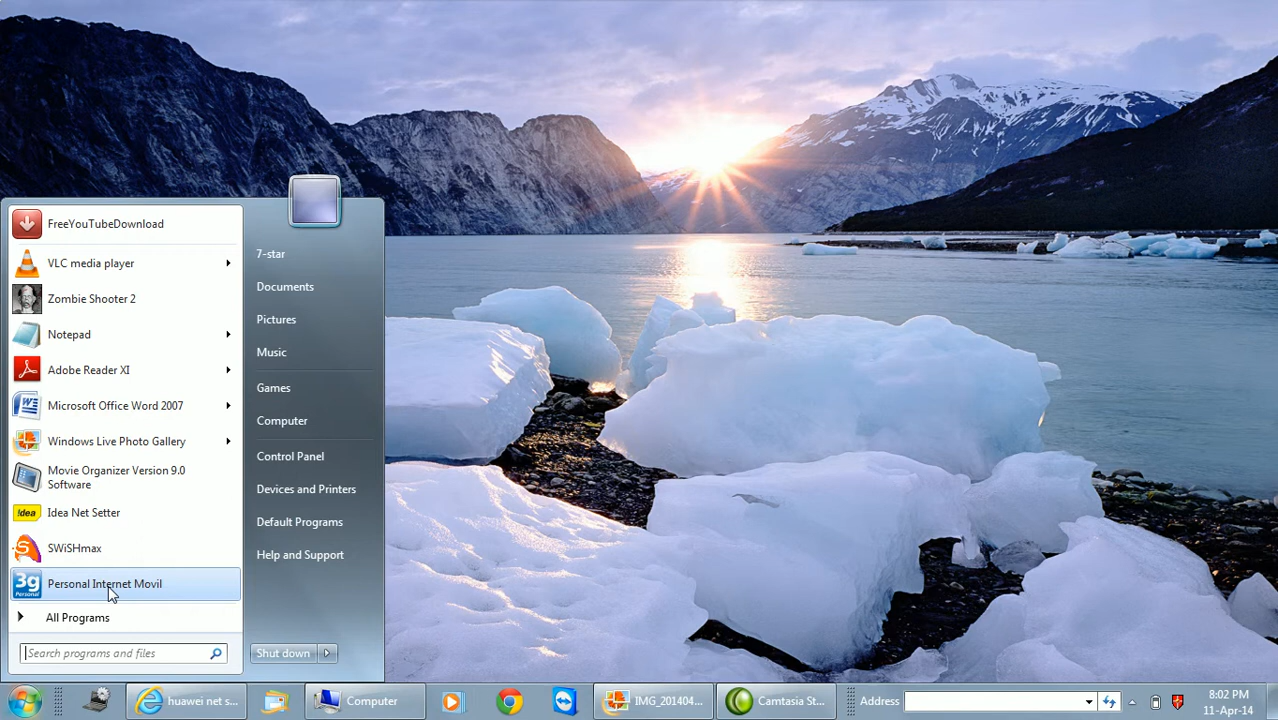 FreeYouTubeDownload
VLC media player
Zombie Shooter 2
Notepad
Adobe Reader XI
Microsoft Office Word 2007
Windows Live Photo Gallery
Movie Organizer Version 9.0
Software
!dea
Idea Net Setter
SWiSHmax
3g
Personal
Personal Internet Movil
All Programs
Search programs and files
7-star
Documents
Pictures
Music
Games
Computer
Control Panel
Devices and Printers
Default Programs
Help and Support
Shut down
huawei net s...
Computer
IMG_201404...
Camtasia St...
Address
8:02 PM
11-Apr-14